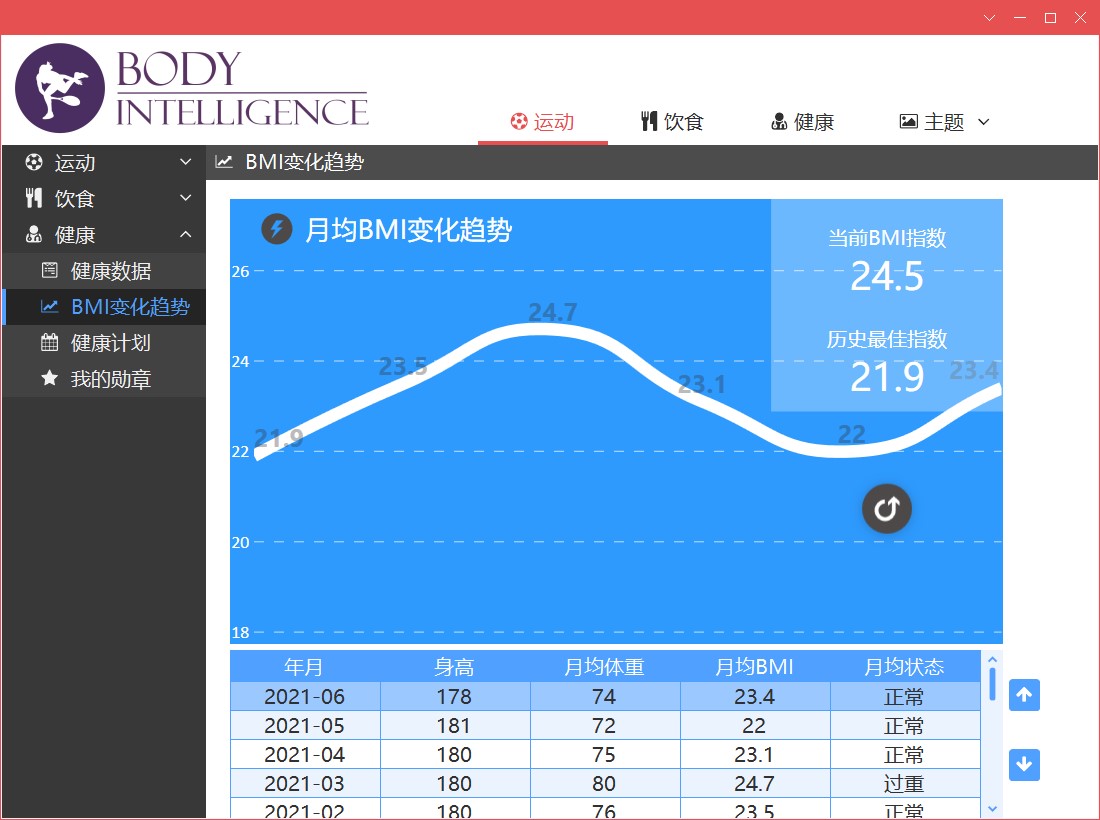 BODY
INTELLIGENCE
运动 饮食 健康 主题
运动
饮食
健康
健康数据
BMI变化趋势
健康计划
我的勋章
BMI变化趋势
月均BMI变化趋势
当前BMI指数
24.5
历史最佳指数
21.9
26
24
22
20
18
21.9
23.5
24.7
23.1
22
23.4
年月 身高 月均体重 月均BMI 月均状态
2021-06 178 74 23.4 正常
2021-05 181 72 22 正常
2021-04 180 75 23.1 正常
2021-03 180 80 24.7 过重
2021-02 180 76 23.5 正常